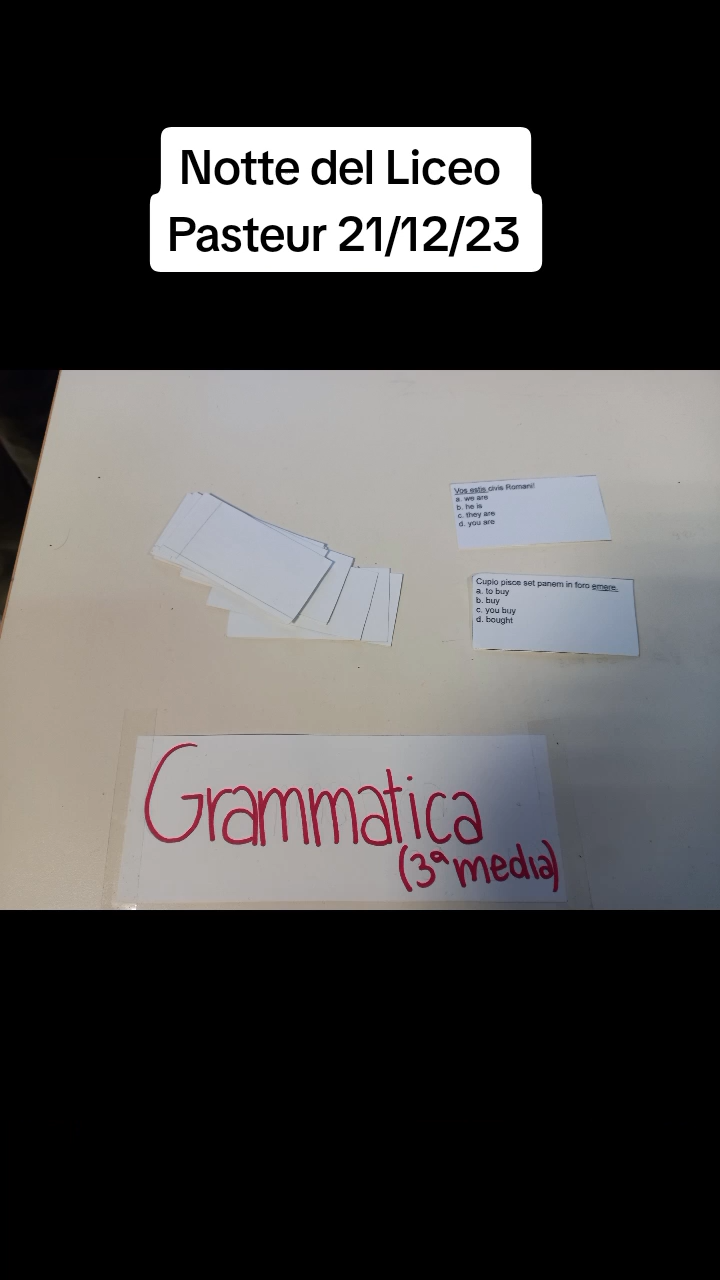 Notte del Liceo
Pasteur 21/12/23
Vos estis civis Romani!
a. we are
b. he is
c. they are
d. you are
Cupio pisce set panem in foro emere.
a. to buy
b. buy
c. you buy
d. bought
Grammatica
(3ª media)